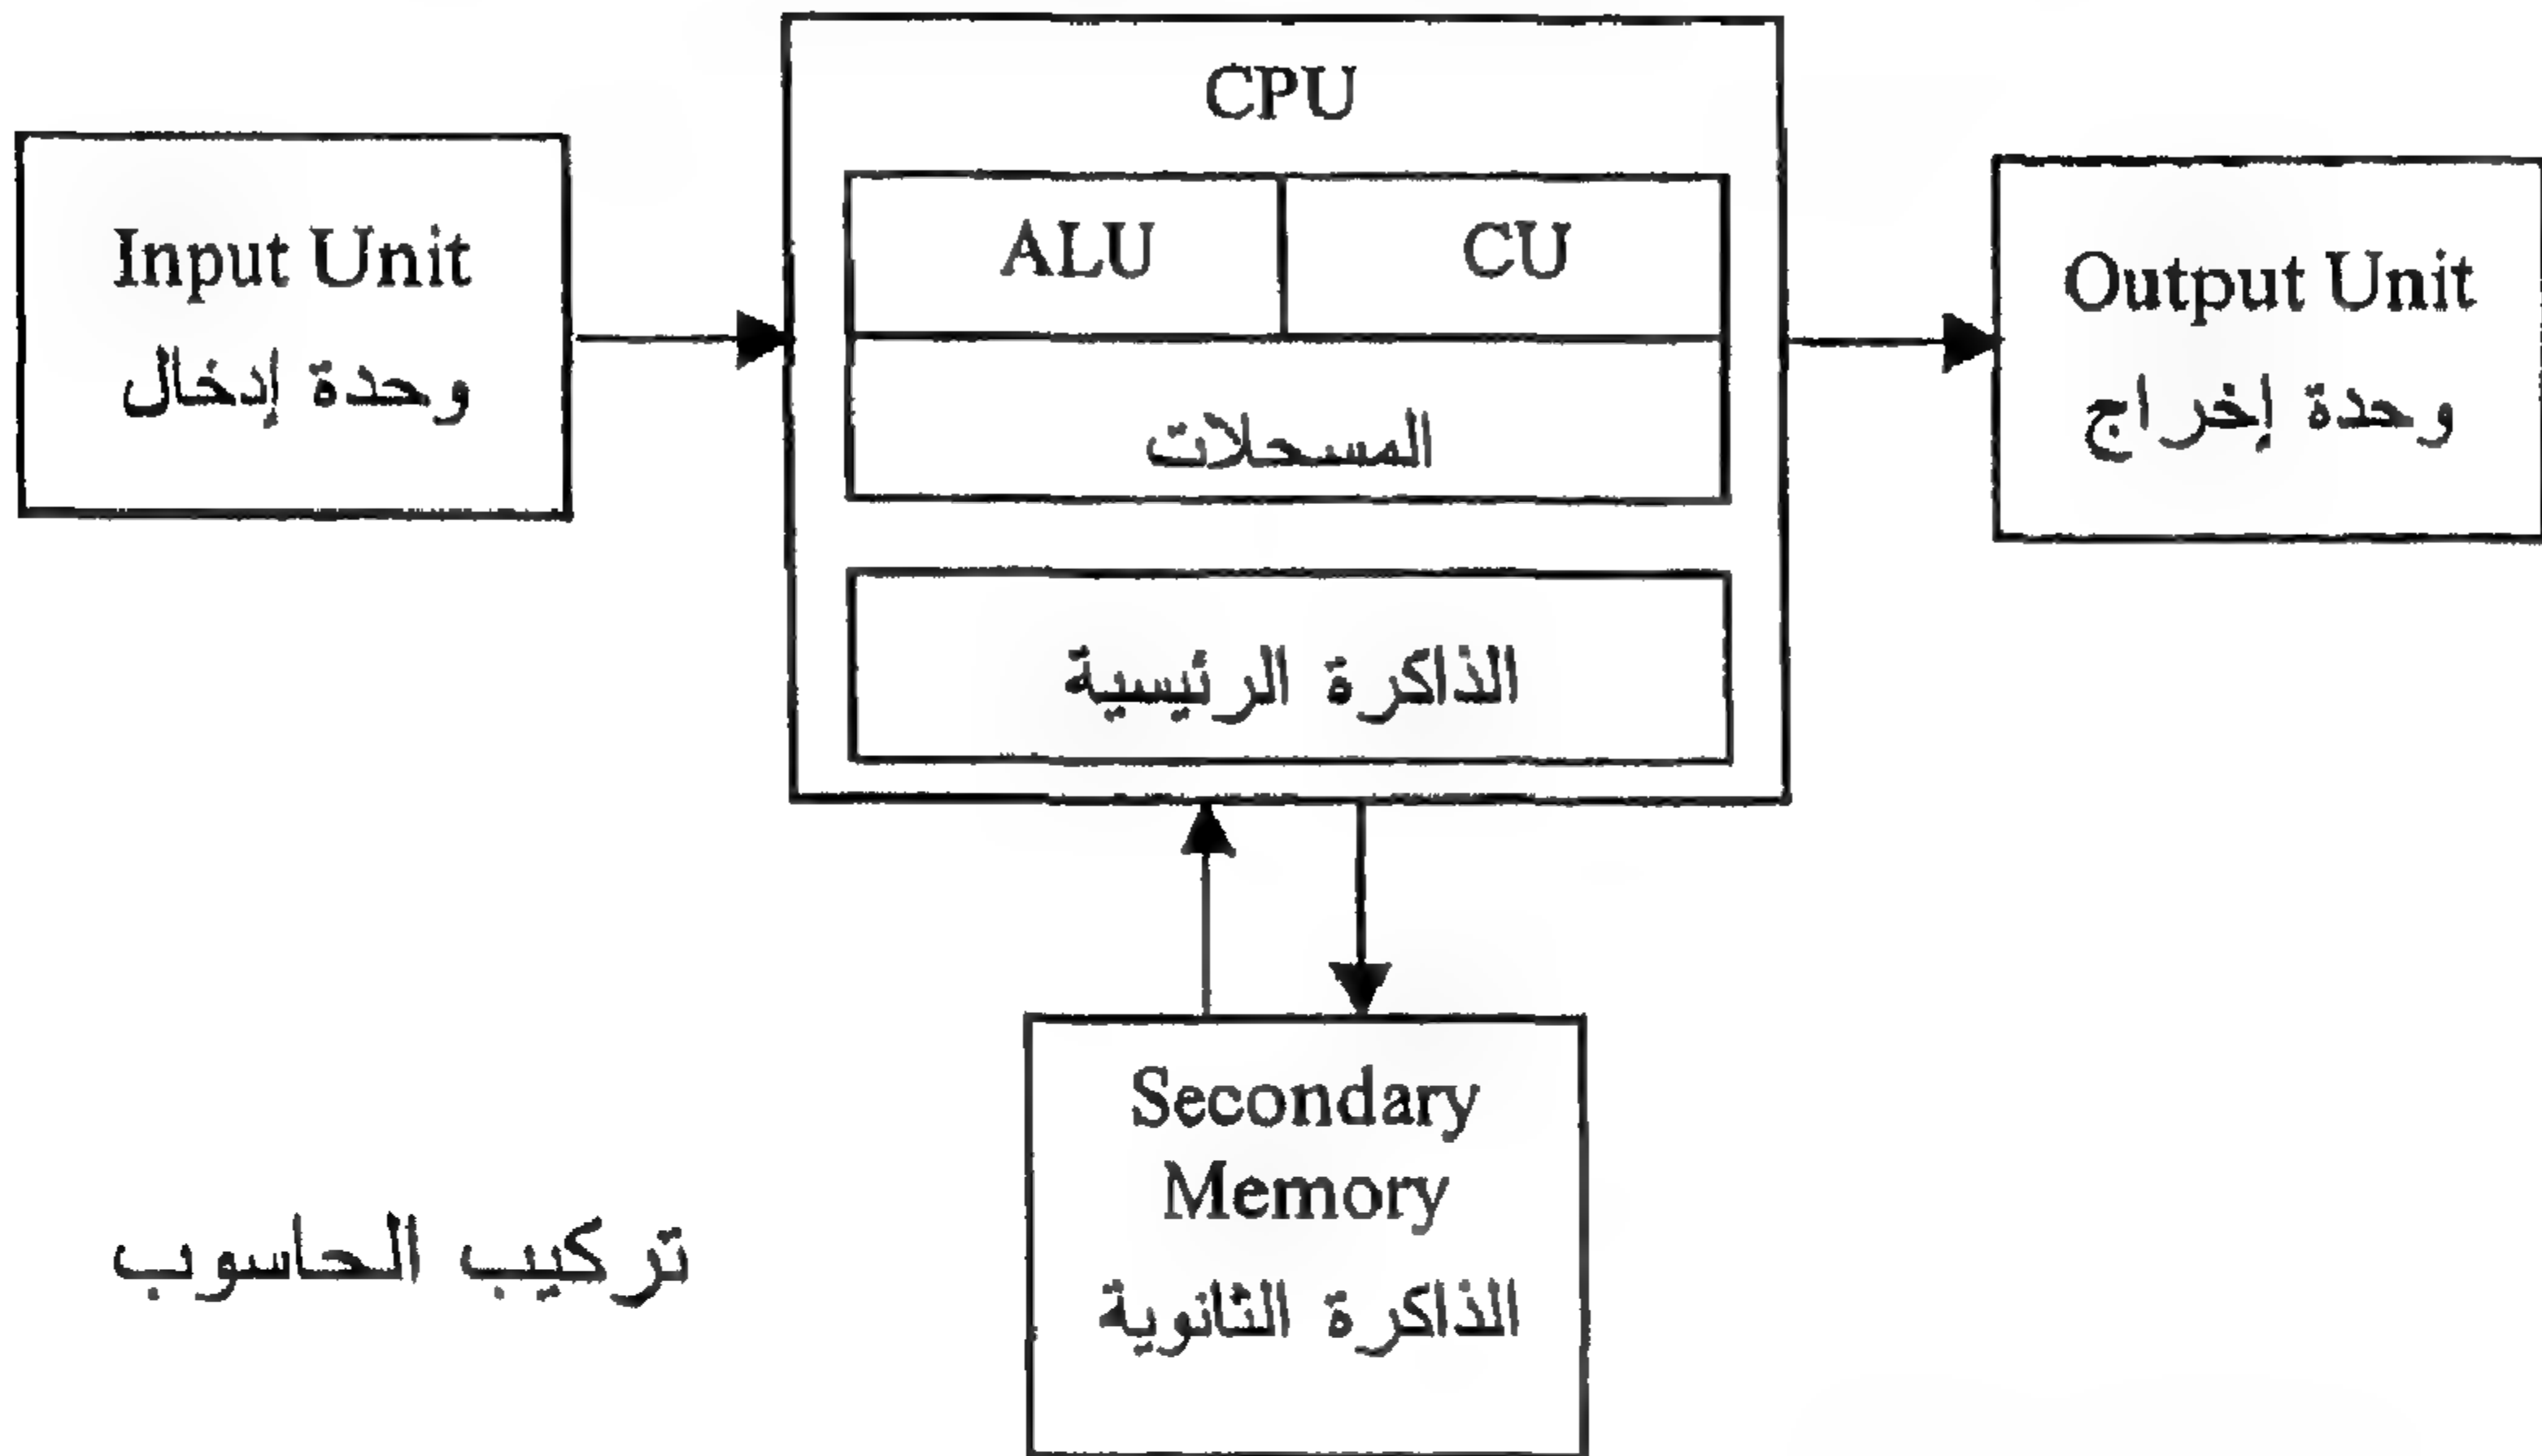 CPU
Input Unit
وحدة إدخال
ALU
CU
المسحلات
الذاكرة الرئيسية
Output Unit
وحدة إخراج
Secondary
Memory
الذاكرة الثانوية
تركيب الحاسوب